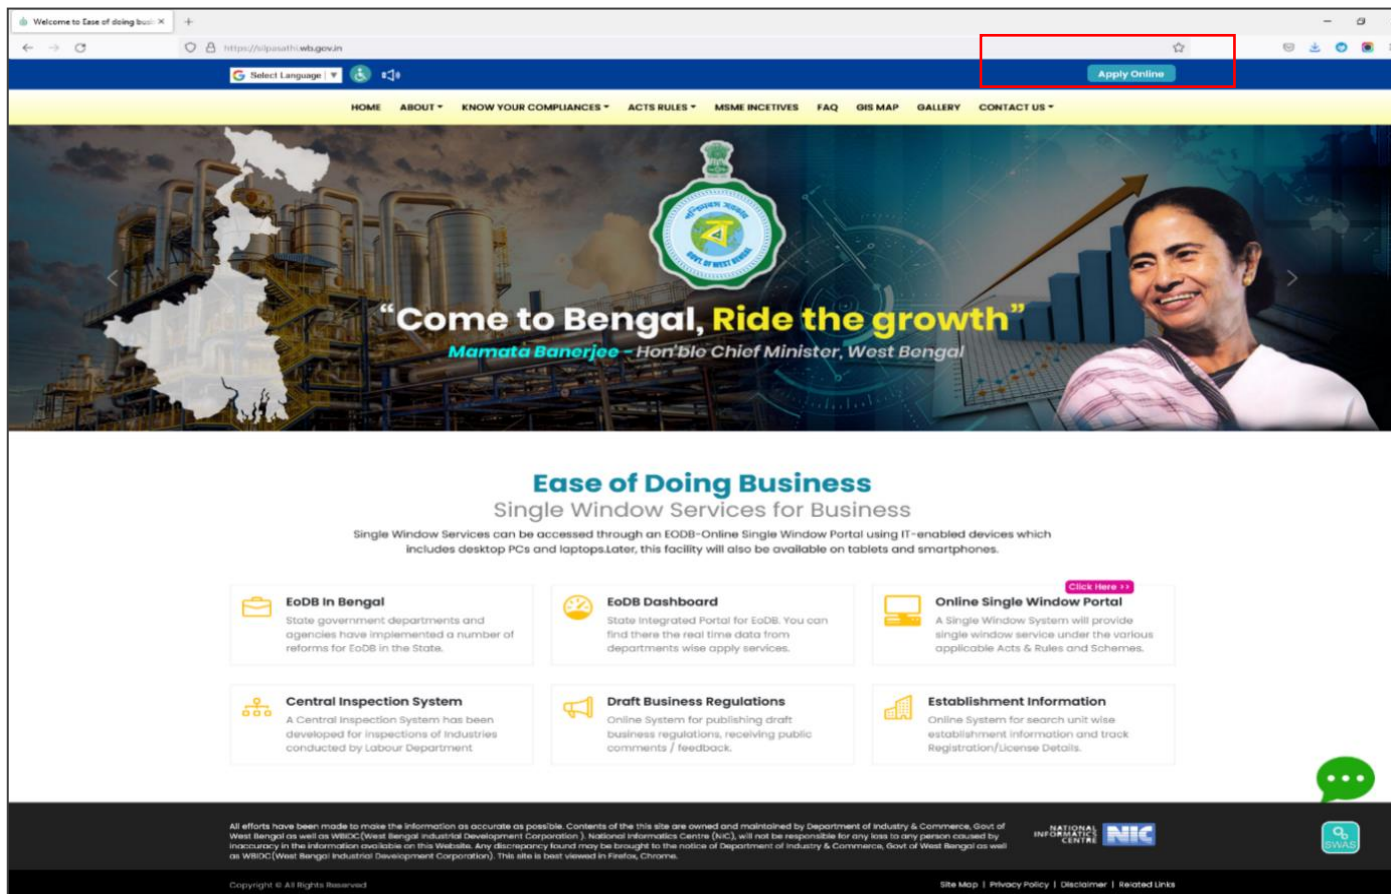 Welcome to Ease of doing busi
https://silpasathi.wb.gov.in
Select Language
Apply Online
HOME ABOUT KNOW YOUR COMPLIANCES ACTS RULES MSME INCETIVES FAQ GIS MAP GALLERY CONTACT US
GOVT. OF WEST BENGAL
“Come to Bengal, Ride the growth”
Mamata Banerjee - Hon'ble Chief Minister, West Bengal
Ease of Doing Business
Single Window Services for Business
Single Window Services can be accessed through an EODB-Online Single Window Portal using IT-enabled devices which
includes desktop PCs and laptops.Later, this facility will also be available on tablets and smartphones.
EoDB In Bengal
State government departments and
agencies have implemented a number of
reforms for EoDB in the State.
EoDB Dashboard
State Integrated Portal for EoDB. You can
find there the real time data from
departments wise apply services.
Click Here >>
Online Single Window Portal
A Single Window System will provide
single window service under the various
applicable Acts & Rules and Schemes.
Central Inspection System
A Central Inspection System has been
developed for inspections of Industries
conducted by Labour Department
Draft Business Regulations
Online System for publishing draft
business regulations, receiving public
comments / feedback.
Establishment Information
Online System for search unit wise
establishment information and track
Registration/License Details.
All efforts have been made to make the information as accurate as possible. Contents of the this site are owned and maintained by Department of Industry & Commerce, Govt of
West Bengal as well as WBIDC(West Bengal Industrial Development Corporation ). National Informatics Centre (NIC), will not be responsible for any loss to any person caused by
inaccuracy in the information available on this Website. Any discrepancy found may be brought to the notice of Department of Industry & Commerce, Govt of West Bengal as well
as WBIDC(West Bengal Industrial Development Corporation). This site is best viewed in Firefox, Chrome.
NATIONAL
INFORMATICS
CENTRE
NIC
SWAS
Copyright © All Rights Reserved
Site Map | Privacy Policy | Disclaimer | Related Links